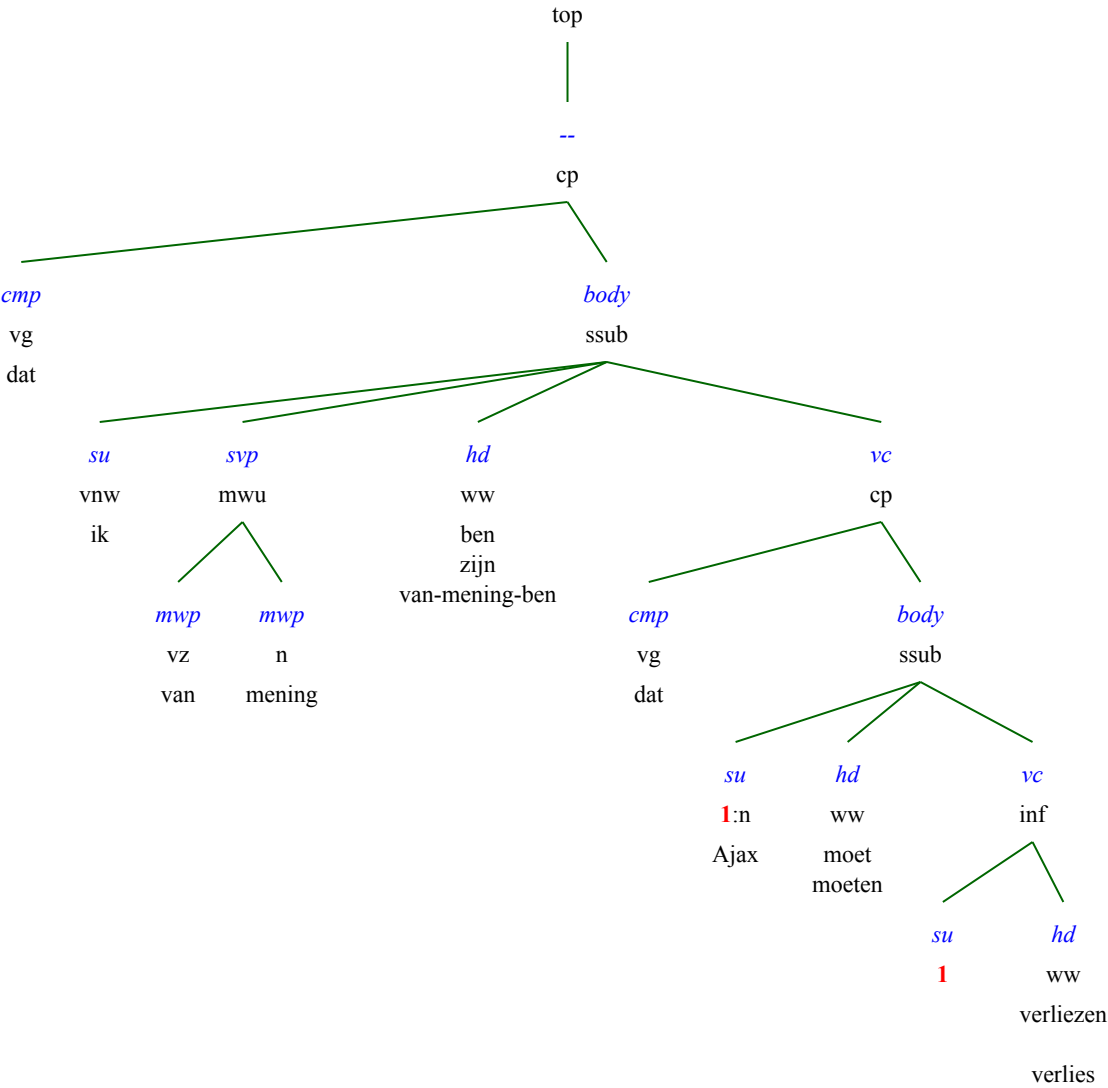 top
--
cp
cmp body
vg ssub
dat
su svp hd vc
vnw mwu ww cp
ik ben
zijn
van-mening-ben
mwp mwp cmp body
vz n vg ssub
van mening dat
su hd vc
1:n ww inf
Ajax moet
moeten
su hd
1 ww
verliezen
verlies